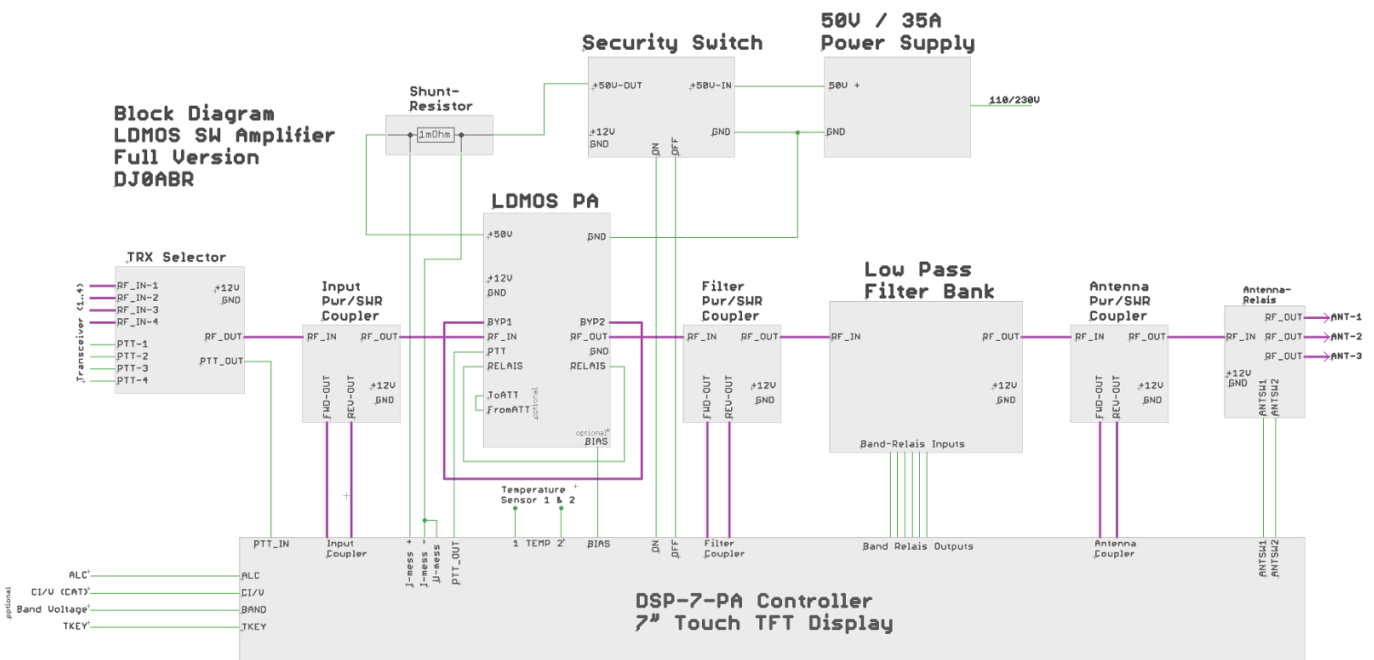 50V / 35A
Power Supply
Security Switch
Shunt-
Resistor
Block Diagram
LDMOS SW Amplifier
Full Version
DJ0ABR
+50V-OUT
+50V-IN
50V +
110/230V
1mOhm
+12V
GND
GND
GND
ON
OFF
LDMOS PA
+50V
GND
+12V
GND
BYP1
BYP2
RF_IN
RF_OUT
PTT
GND
RELAIS
RELAIS
ToATT
FromATT
optional
optional
BIAS
TRX Selector
Transceiver (1..4)
RF_IN-1
RF_IN-2
RF_IN-3
RF_IN-4
+12V
GND
RF_OUT
PTT-1
PTT-2
PTT-3
PTT-4
PTT_OUT
Input
Pwr/SWR
Coupler
RF_IN
RF_OUT
FWD-OUT
REV-OUT
+12V
GND
Filter
Pwr/SWR
Coupler
RF_IN
RF_OUT
FWD-OUT
REV-OUT
+12V
GND
Low Pass
Filter Bank
RF_IN
RF_OUT
+12V
GND
Band-Relais Inputs
Antenna
Pwr/SWR
Coupler
RF_IN
RF_OUT
FWD-OUT
REV-OUT
+12V
GND
Antenna-
Relais
RF_OUT
ANT-1
RF_IN
RF_OUT
ANT-2
RF_OUT
ANT-3
+12V
GND
ANTSW1
ANTSW2
Temperature
Sensor 1 & 2
PTT_IN
Input
Coupler
I-mess +
I-mess -
U-mess
PTT_OUT
1 TEMP 2
BIAS
ON
OFF
Filter
Coupler
Band Relais Outputs
Antenna
Coupler
ANTSW1
ANTSW2
optional
ALC
ALC
CI/V (CAT)
CI/V
Band Voltage
BAND
TKEY
TKEY
DSP-7-PA Controller
7" Touch TFT Display